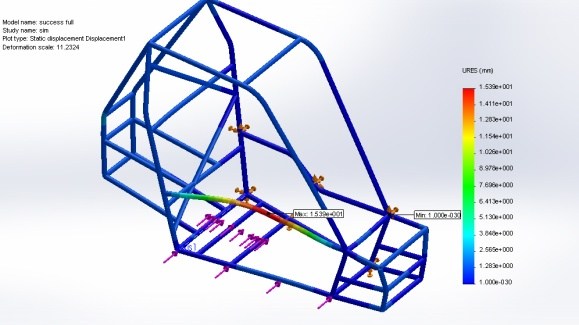 Model name: success full
Study name: sim
Plot type: Static displacement Displacement1
Deformation scale: 11.2324
URES (mm)
1.539e+001
1.411e+001
1.283e+001
1.154e+001
1.026e+001
8.978e+000
7.696e+000
6.413e+000
5.130e+000
3.848e+000
2.565e+000
1.283e+000
1.000e-030
Max: 1.539e+001
Min: 1.000e-030